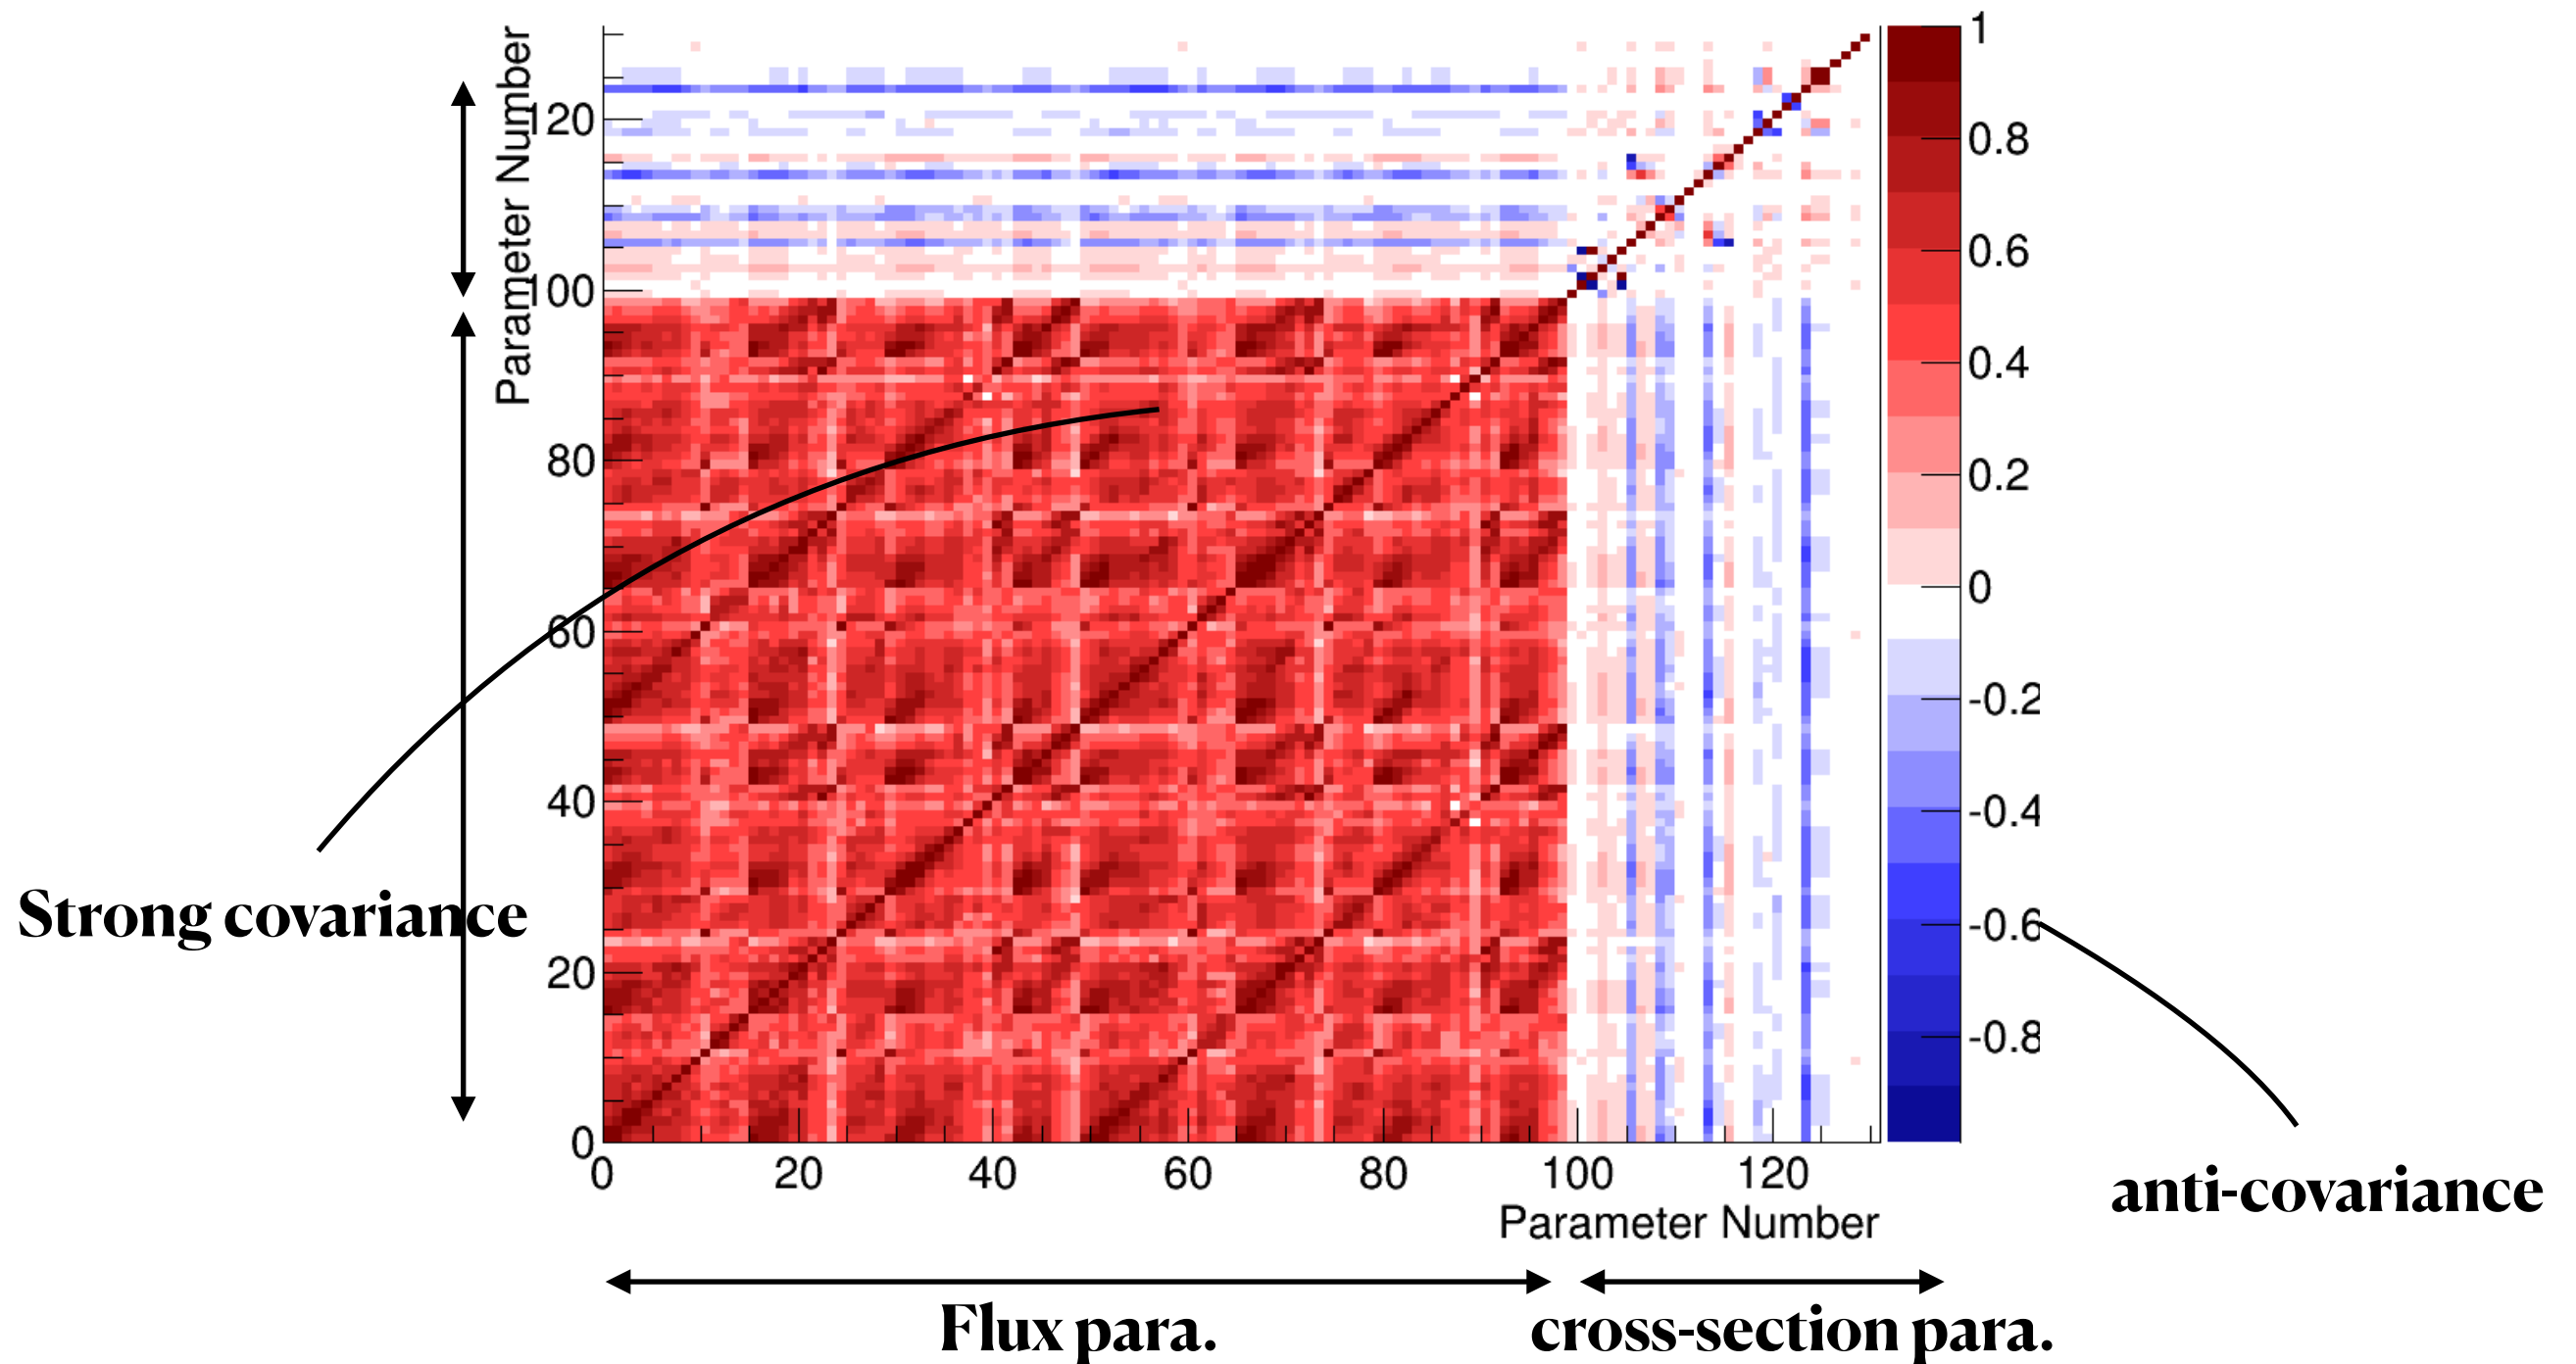 Parameter Number
120
100
80
60
40
20
0
0 20 40 60 80 100 120
Parameter Number
1
0.8
0.6
0.4
0.2
0
-0.2
-0.4
-0.6
-0.8
Strong covariance
anti-covariance
Flux para.
cross-section para.